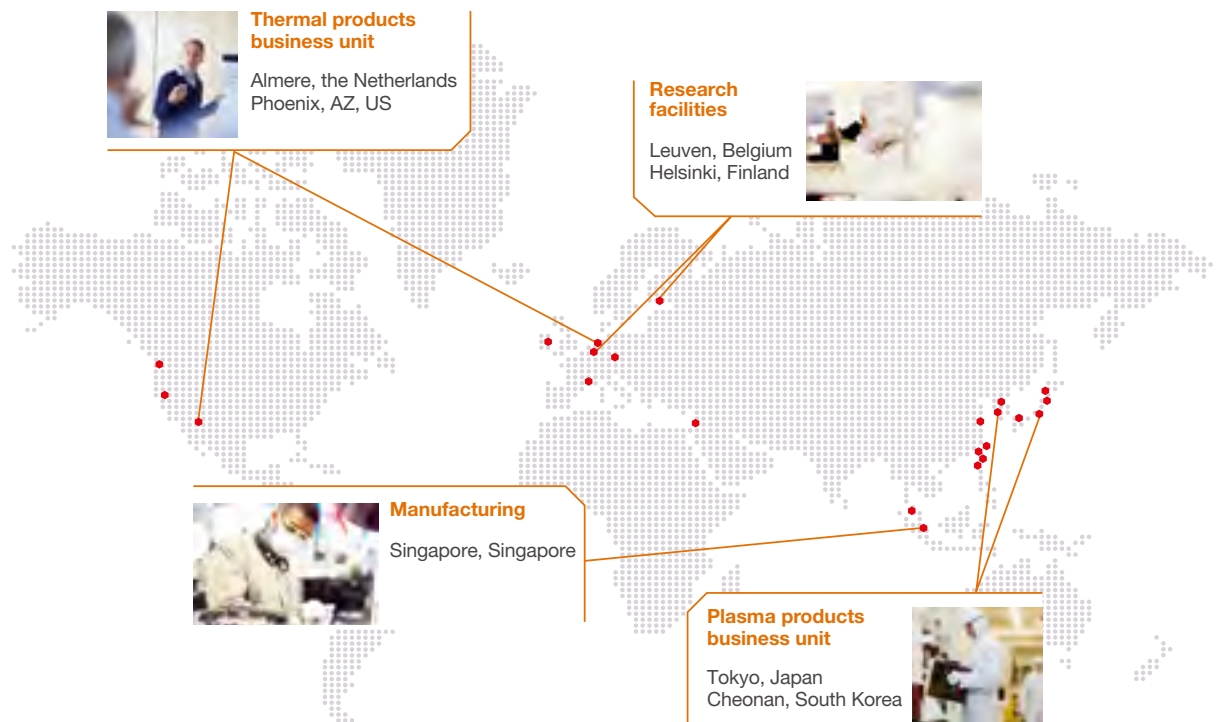 Thermal products
business unit
Almere, the Netherlands
Phoenix, AZ, US
Research
facilities
Leuven, Belgium
Helsinki, Finland
Manufacturing
Singapore, Singapore
Plasma products
business unit
Tokyo, Japan
Cheonan, South Korea